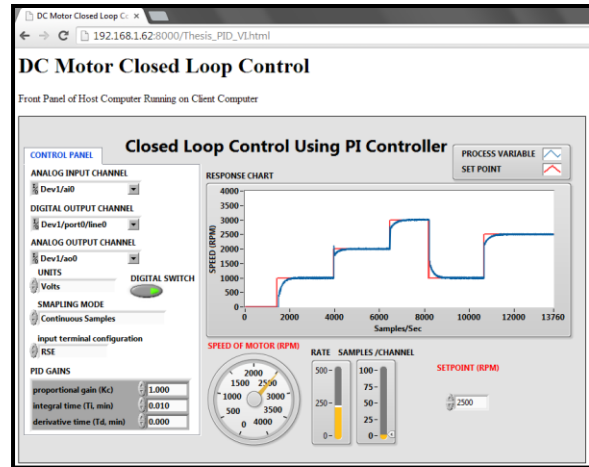 DC Motor Closed Loop Cc
192.168.1.62:8000/Thesis_PID_VI.html
DC Motor Closed Loop Control
Front Panel of Host Computer Running on Client Computer
Closed Loop Control Using PI Controller
PROCESS VARIABLE
SET POINT
CONTROL PANEL
ANALOG INPUT CHANNEL
Dev1/ai0
DIGITAL OUTPUT CHANNEL
Dev1/port0/line0
ANALOG OUTPUT CHANNEL
Dev1/ao0
UNITS
Volts
DIGITAL SWITCH
SMAPLING MODE
Continuous Samples
input terminal configuration
RSE
PID GAINS
proportional gain (Kc) 1.000
integral time (Ti, min) 0.010
derivative time (Td, min) 0.000
RESPONSE CHART
SPEED (RPM)
4000
3500
3000
2500
2000
1500
1000
500
0
0 2000 4000 6000 8000 10000 12000 13760
Samples/Sec
SPEED OF MOTOR (RPM)
2000
1500 2500
1000 3000
500 3500
0 4000
RATE
500
250
0
SAMPLES /CHANNEL
100
75
50
25
0
SETPOINT (RPM)
2500